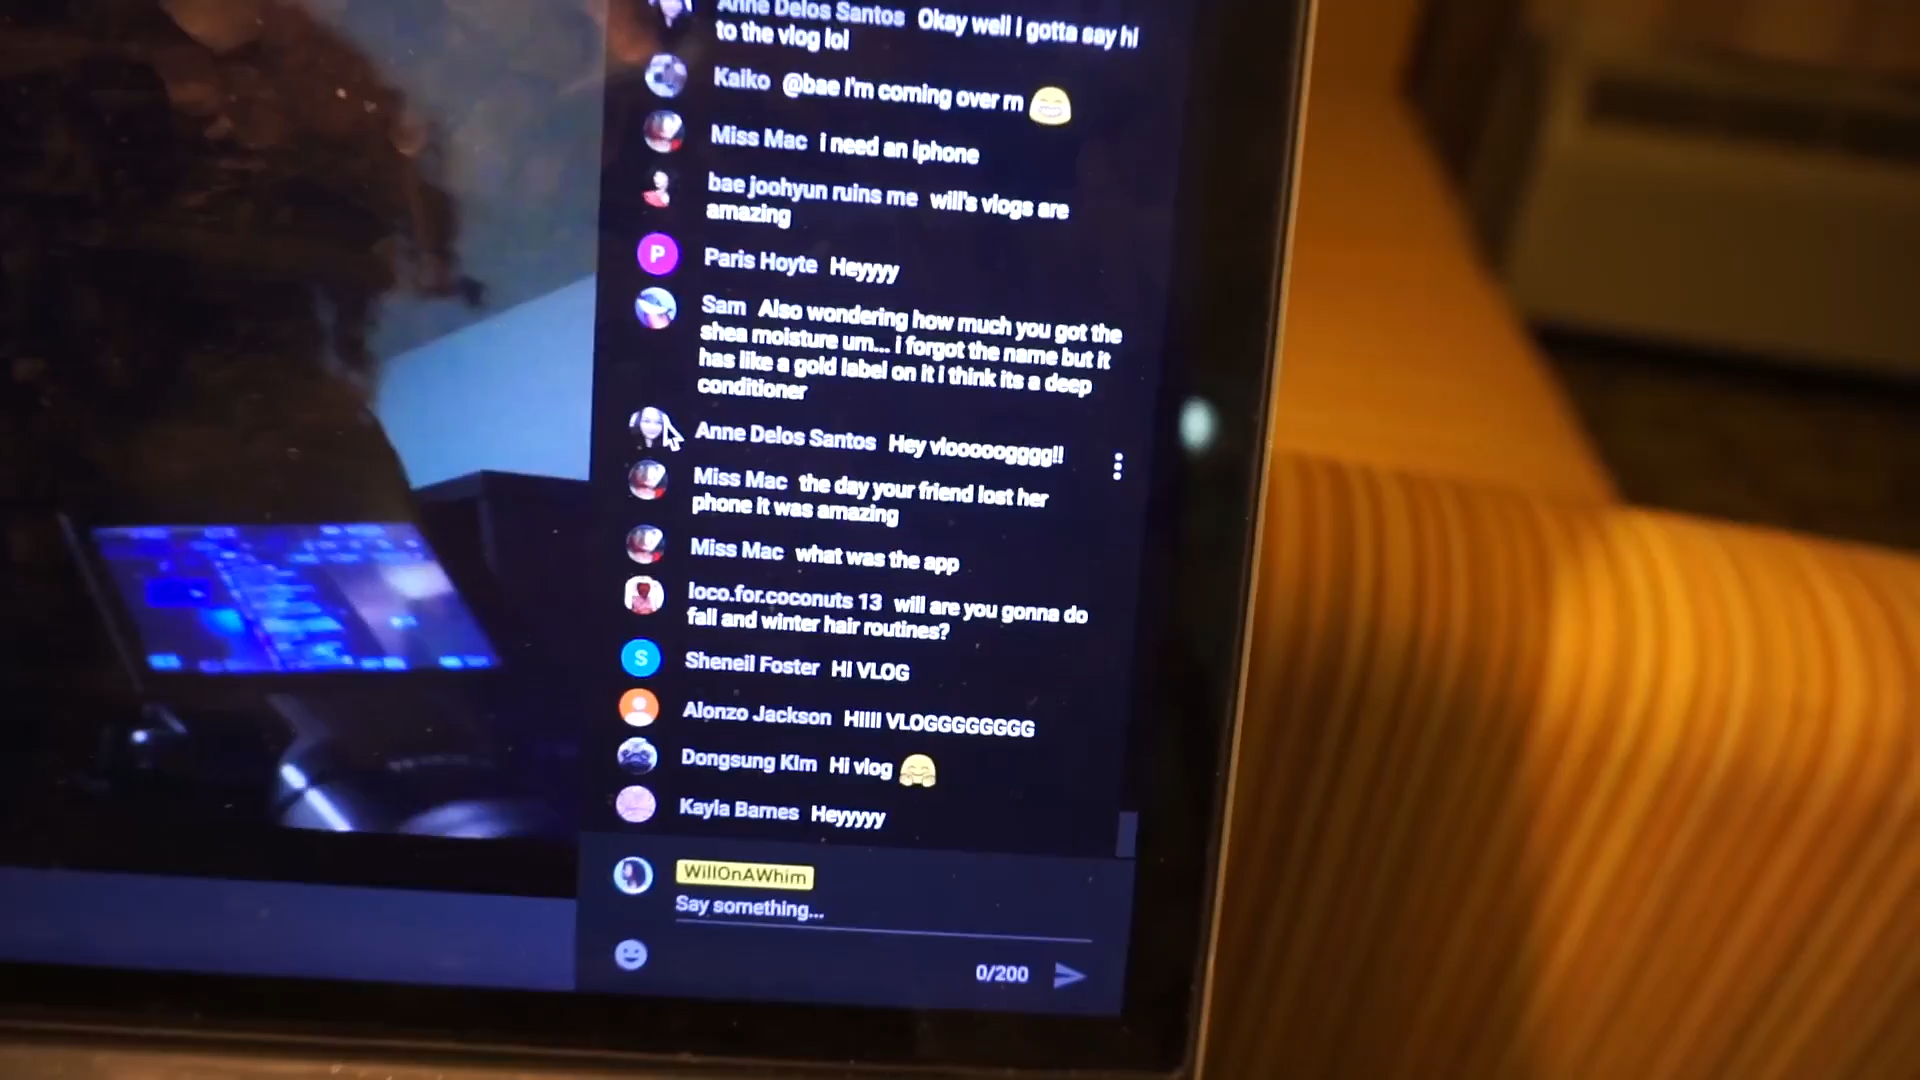 Anne Delos Santos Okay well I gotta say hi
to the vlog lol
Kaiko @bae I'm coming over rn
Miss Mac i need an iphone
bae joohyun ruins me will's vlogs are
amazing
P
Paris Hoyte Heyyyy
Sam Also wondering how much you got the
shea moisture um... i forgot the name but it
has like a gold label on it i think its a deep
conditioner
Anne Delos Santos Hey vloooooogggg!!
Miss Mac the day your friend lost her
phone it was amazing
Miss Mac what was the app
loco.for.coconuts 13 will are you gonna do
fall and winter hair routines?
S
Sheneil Foster HI VLOG
Alonzo Jackson HIIII VLOGGGGGGGG
Dongsung Kim Hi vlog
Kayla Barnes Heyyyyy
WillOnAWhim
Say something...
0/200